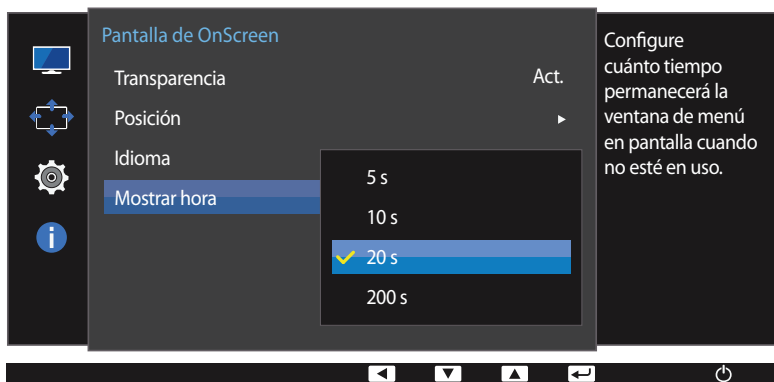 Pantalla de OnScreen
Transparencia Act.
Posición
Idioma
Mostrar hora
5 s
10 s
20 s
200 s
Configure
cuánto tiempo
permanecerá la
ventana de menú
en pantalla cuando
no esté en uso.